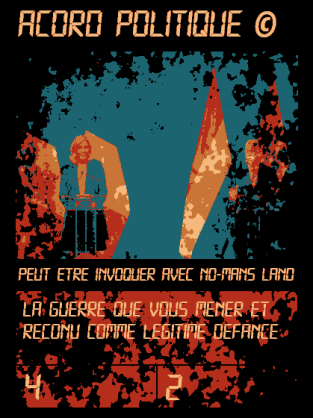 ACORD POLITIQUE ©
PEUT ETRE INVOQUER AVEC NO-MANS LAND
LA GUERRE QUE VOUS MENER ET
RECONU COMME LEGITIME DEFANCE
4 2